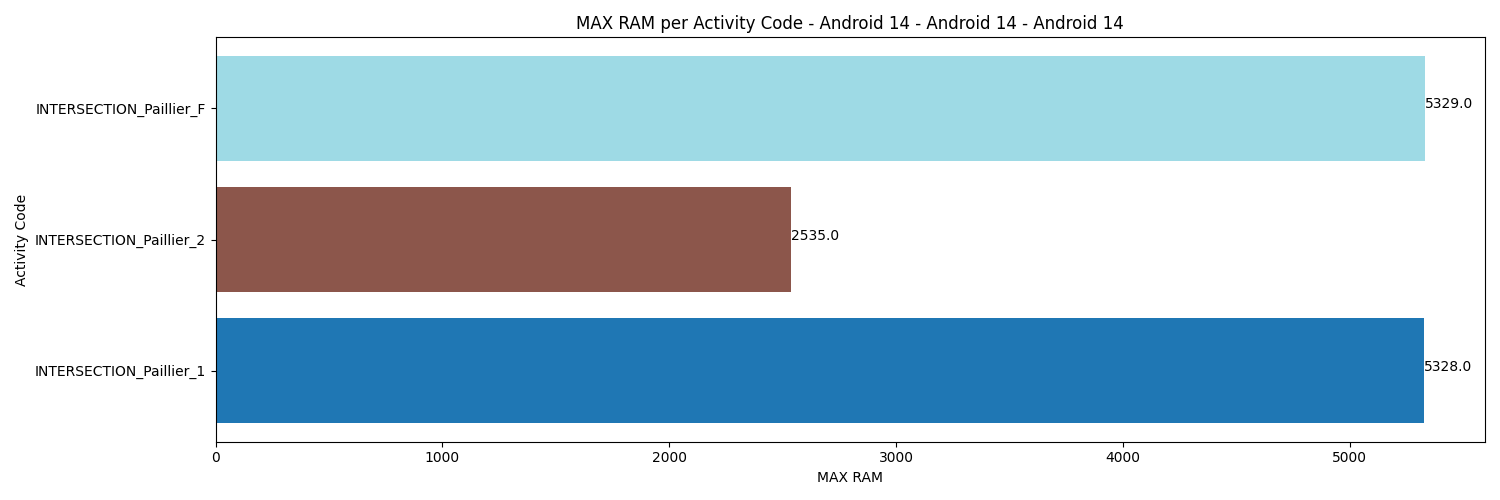 MAX RAM per Activity Code - Android 14 - Android 14 - Android 14
INTERSECTION_Paillier_F
5329.0
INTERSECTION_Paillier_2
2535.0
INTERSECTION_Paillier_1
5328.0
Activity Code
0 1000 2000 3000 4000 5000
MAX RAM